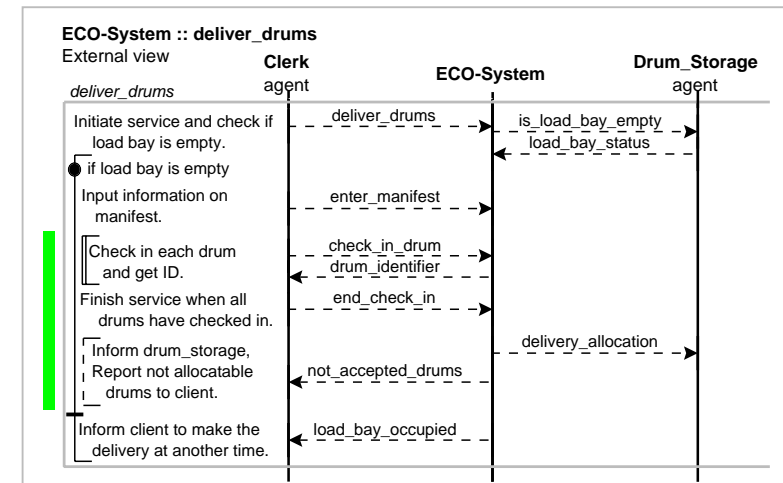 ECO-System :: deliver_drums
External view
Clerk
agent
ECO-System
Drum_Storage
agent
deliver_drums
Initiate service and check if
load bay is empty.
deliver_drums
is_load_bay_empty
load_bay_status
if load bay is empty
Input information on
manifest.
enter_manifest
Check in each drum
and get ID.
check_in_drum
drum_identifier
Finish service when all
drums have checked in.
end_check_in
Inform drum_storage,
Report not allocatable
drums to client.
delivery_allocation
not_accepted_drums
Inform client to make the
delivery at another time.
load_bay_occupied